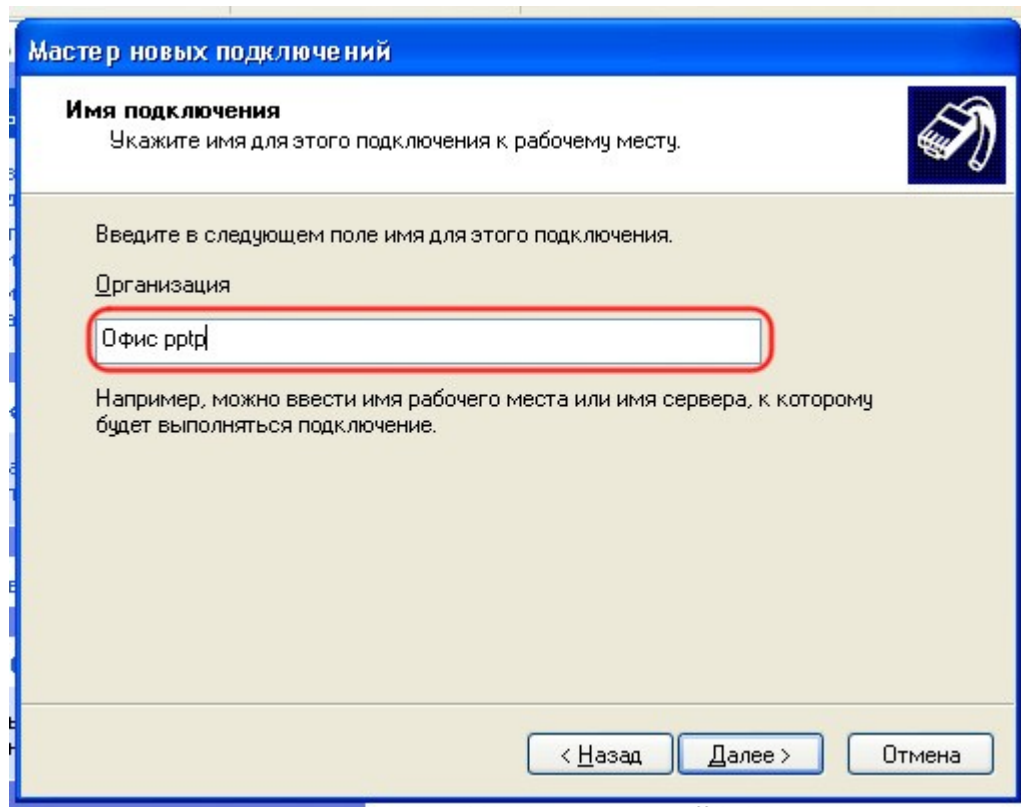 Мастер новых подключений
Имя подключения
Укажите имя для этого подключения к рабочему месту.
Введите в следующем поле имя для этого подключения.
Организация
Офис pptp
Например, можно ввести имя рабочего места или имя сервера, к которому
будет выполняться подключение.
< Назад
Далее >
Отмена